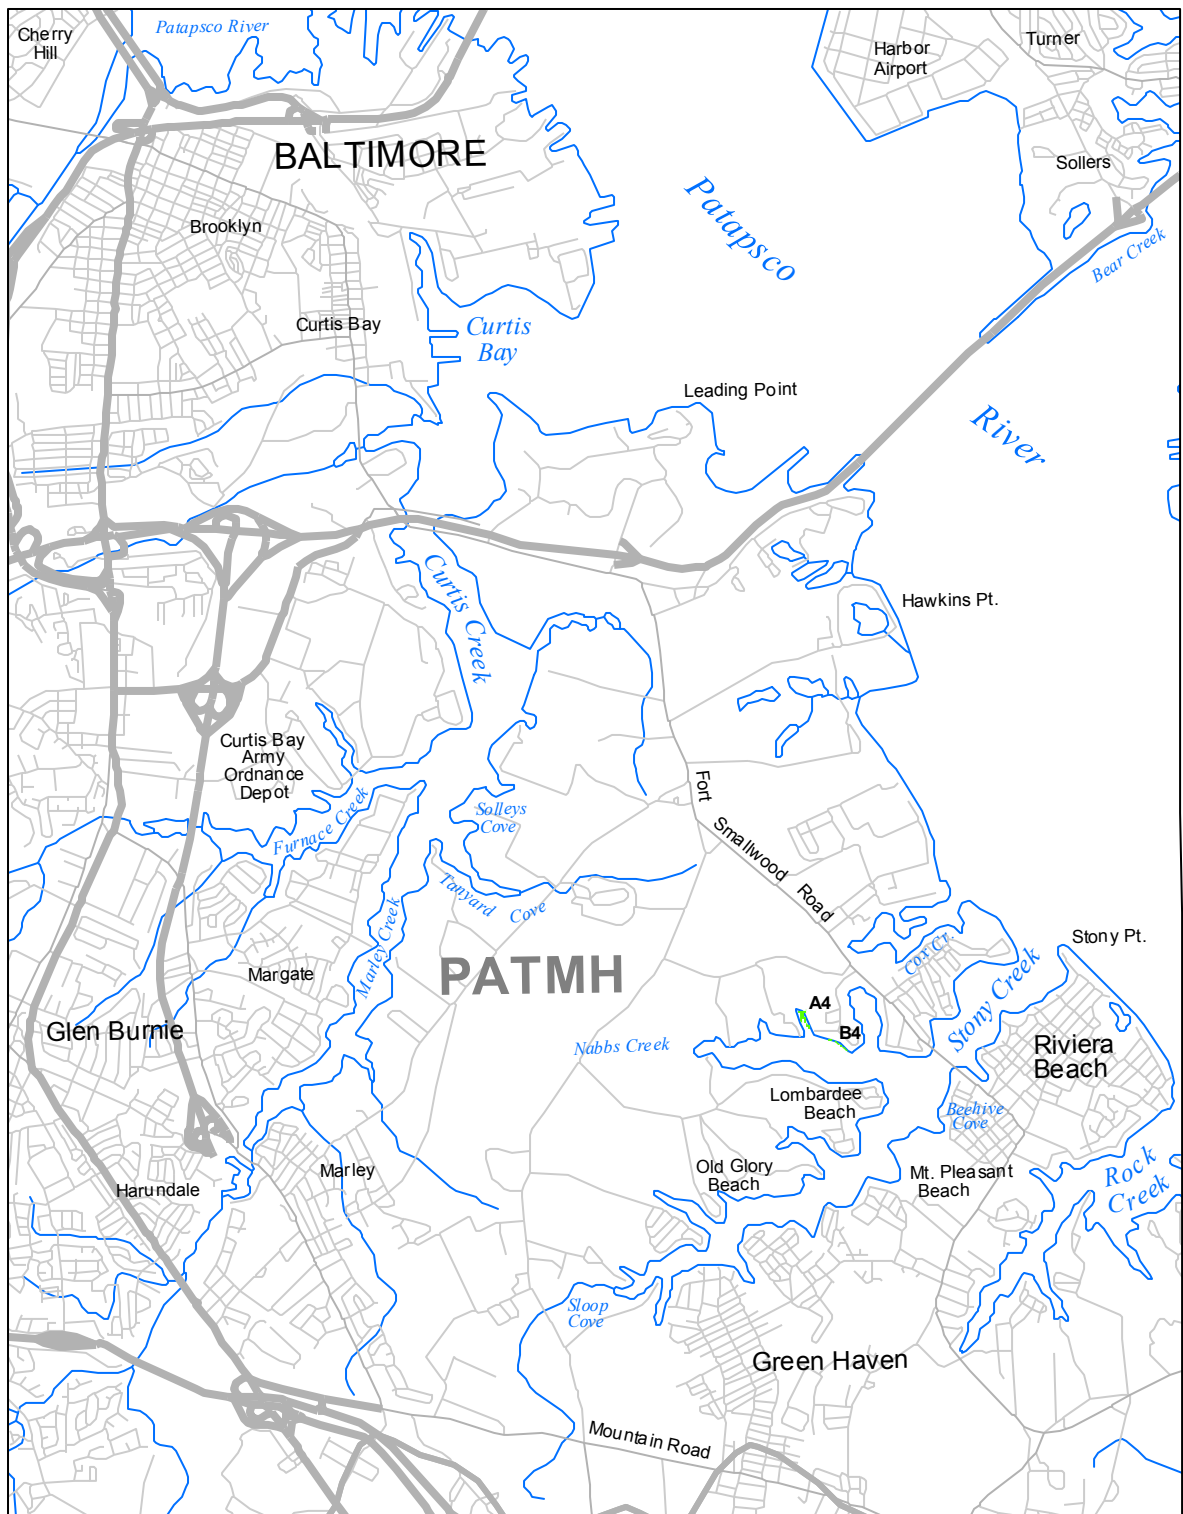 Cherry
Hill
Patapsco River
Harbor
Airport
Turner
BALTIMORE
Sollers
Patapsco
Brooklyn
Bear Creek
Curtis Bay
Curtis
Bay
Leading Point
River
Curtis Creek
Hawkins Pt.
Curtis Bay
Army
Ordnance
Depot
Fort Smallwood Road
Solleys
Cove
Furnace Creek
Tanyard Cove
Marley Creek
Cox Cr.
Stony Pt.
Margate
PATMH
Stony Creek
A4
Glen Burnie
B4
Nabbs Creek
Riviera
Beach
Lombardee
Beach
Beehive
Cove
Marley
Old Glory
Beach
Mt. Pleasant
Beach
Rock
Creek
Harundale
Sloop
Cove
Green Haven
Mountain Road